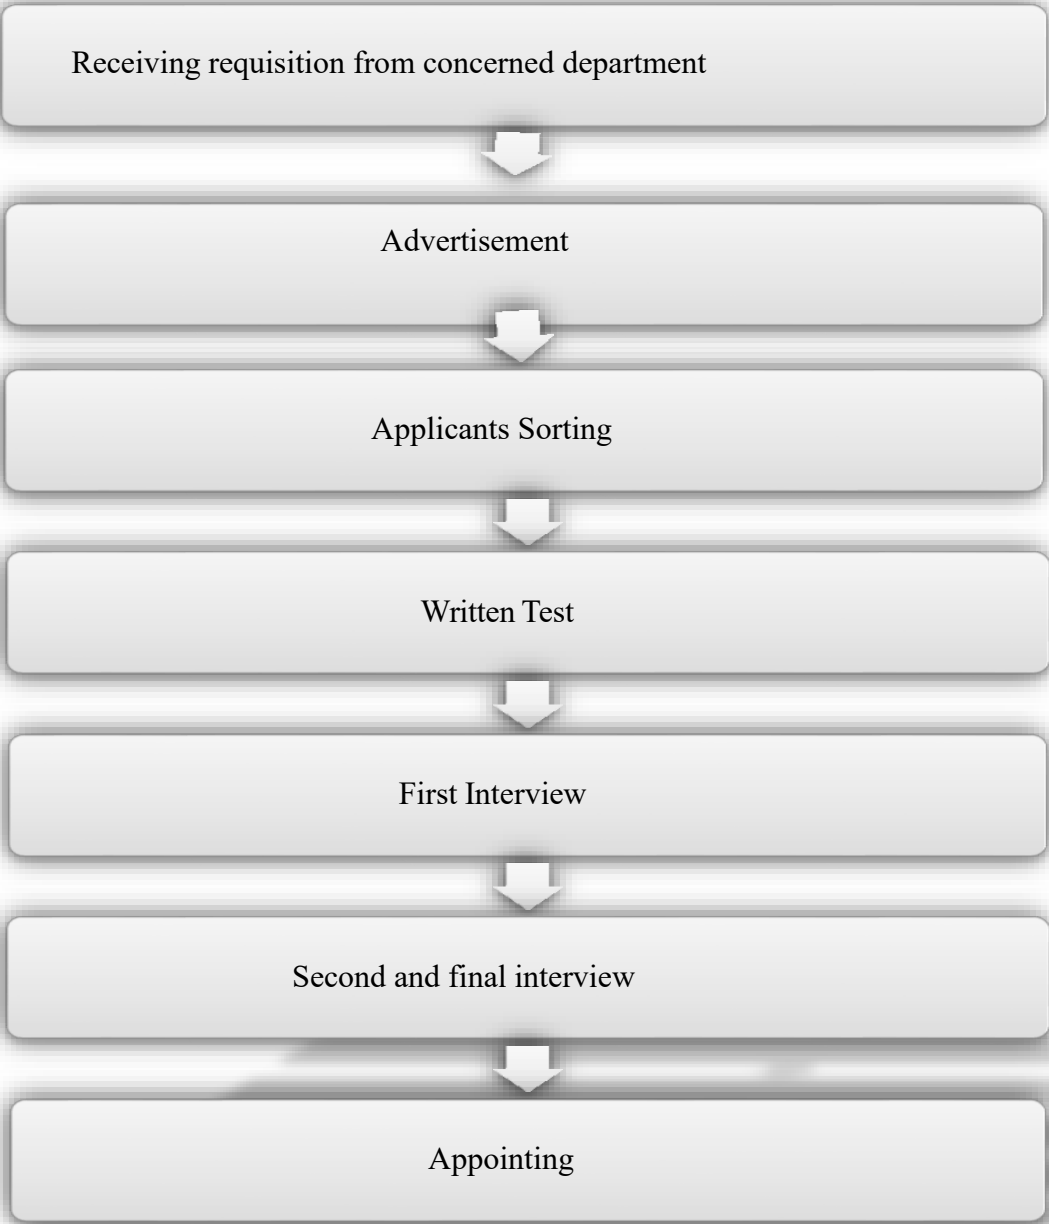 Receiving requisition from concerned department
Advertisement
Applicants Sorting
Written Test
First Interview
Second and final interview
Appointing